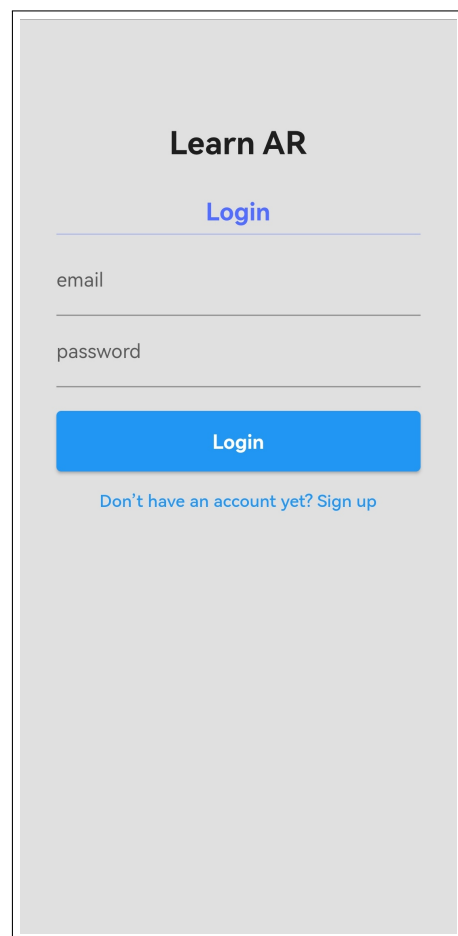 Learn AR
Login
email
password
Login
Don’t have an account yet? Sign up